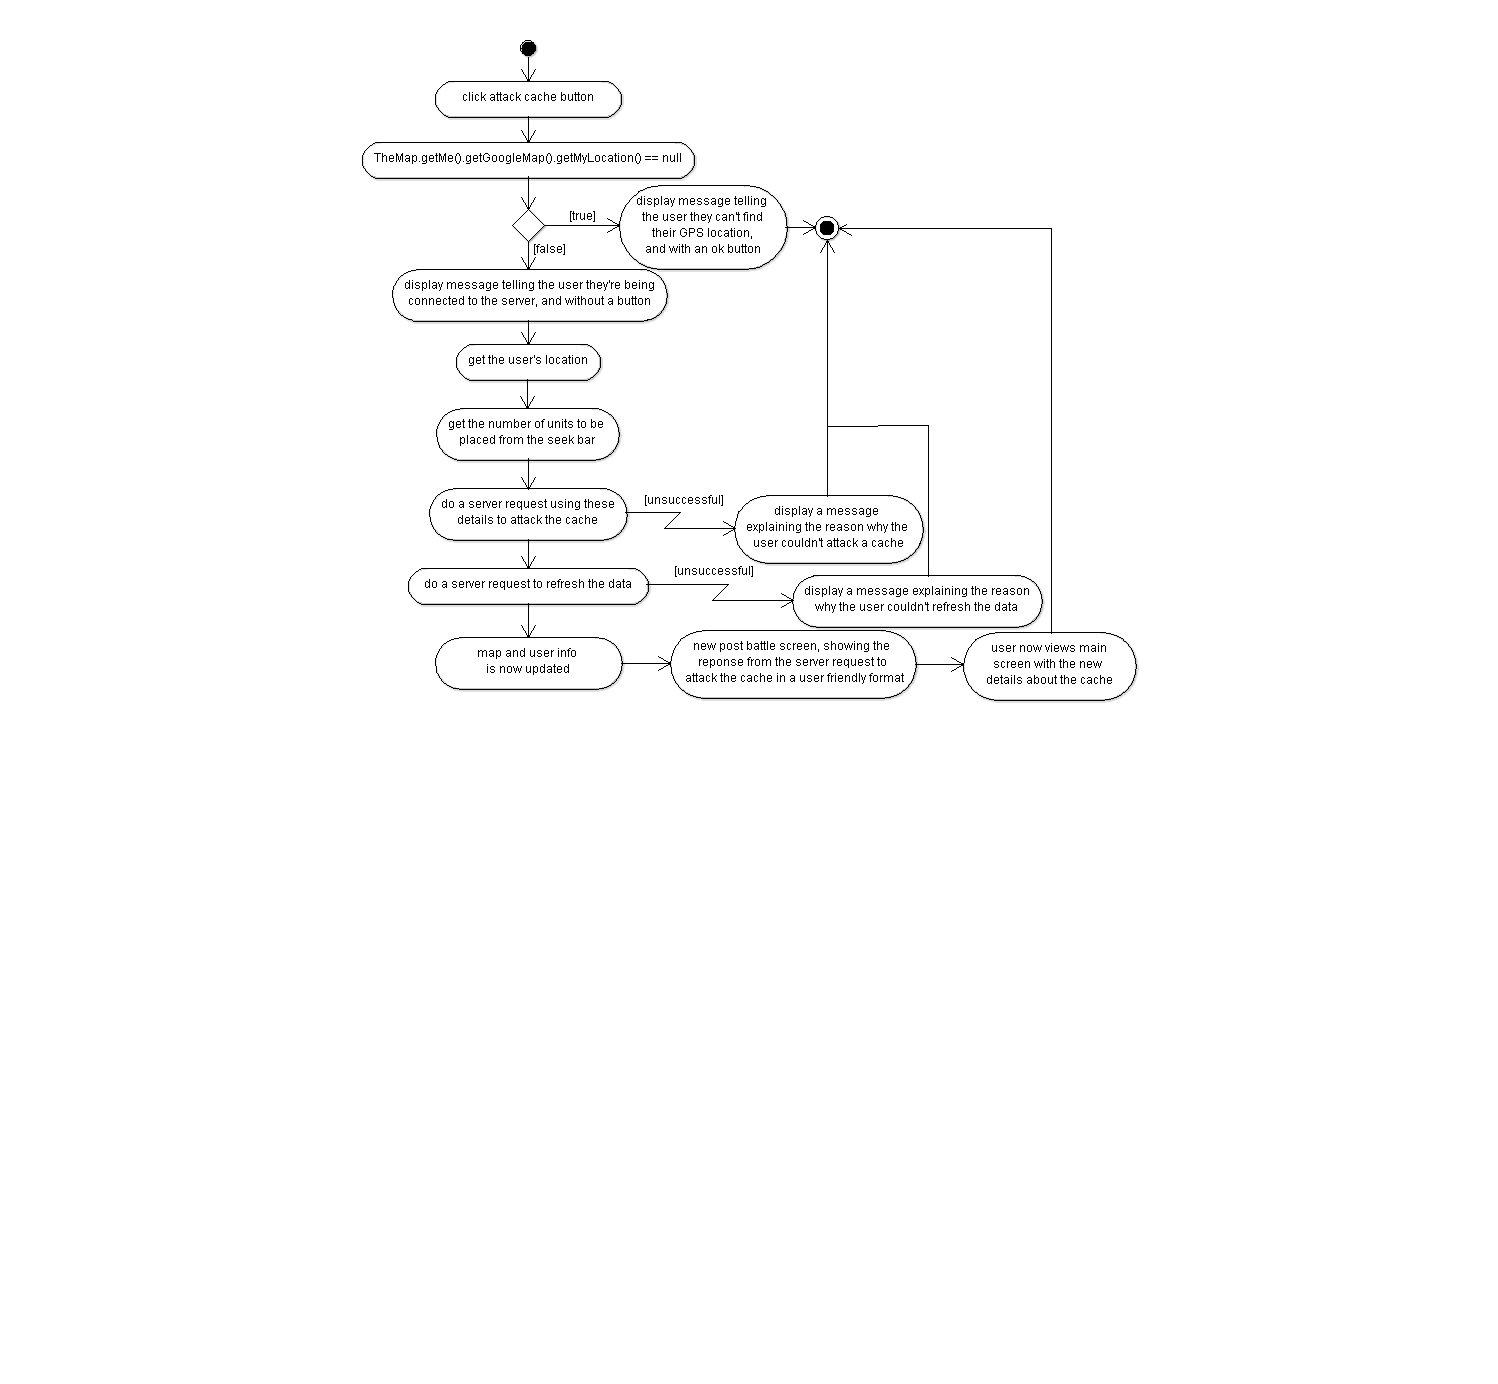 click attack cache button
TheMap.getMe().getGoogleMap().getMyLocation() == null
[true]
display message telling
the user they can't find
their GPS location,
and with an ok button
[false]
display message telling the user they're being
connected to the server, and without a button
get the user's location
get the number of units to be
placed from the seek bar
do a server request using these
details to attack the cache
[unsuccessful]
display a message
explaining the reason why the
user couldn't attack a cache
do a server request to refresh the data
[unsuccessful]
display a message explaining the reason
why the user couldn't refresh the data
map and user info
is now updated
new post battle screen, showing the
reponse from the server request to
attack the cache in a user friendly format
user now views main
screen with the new
details about the cache